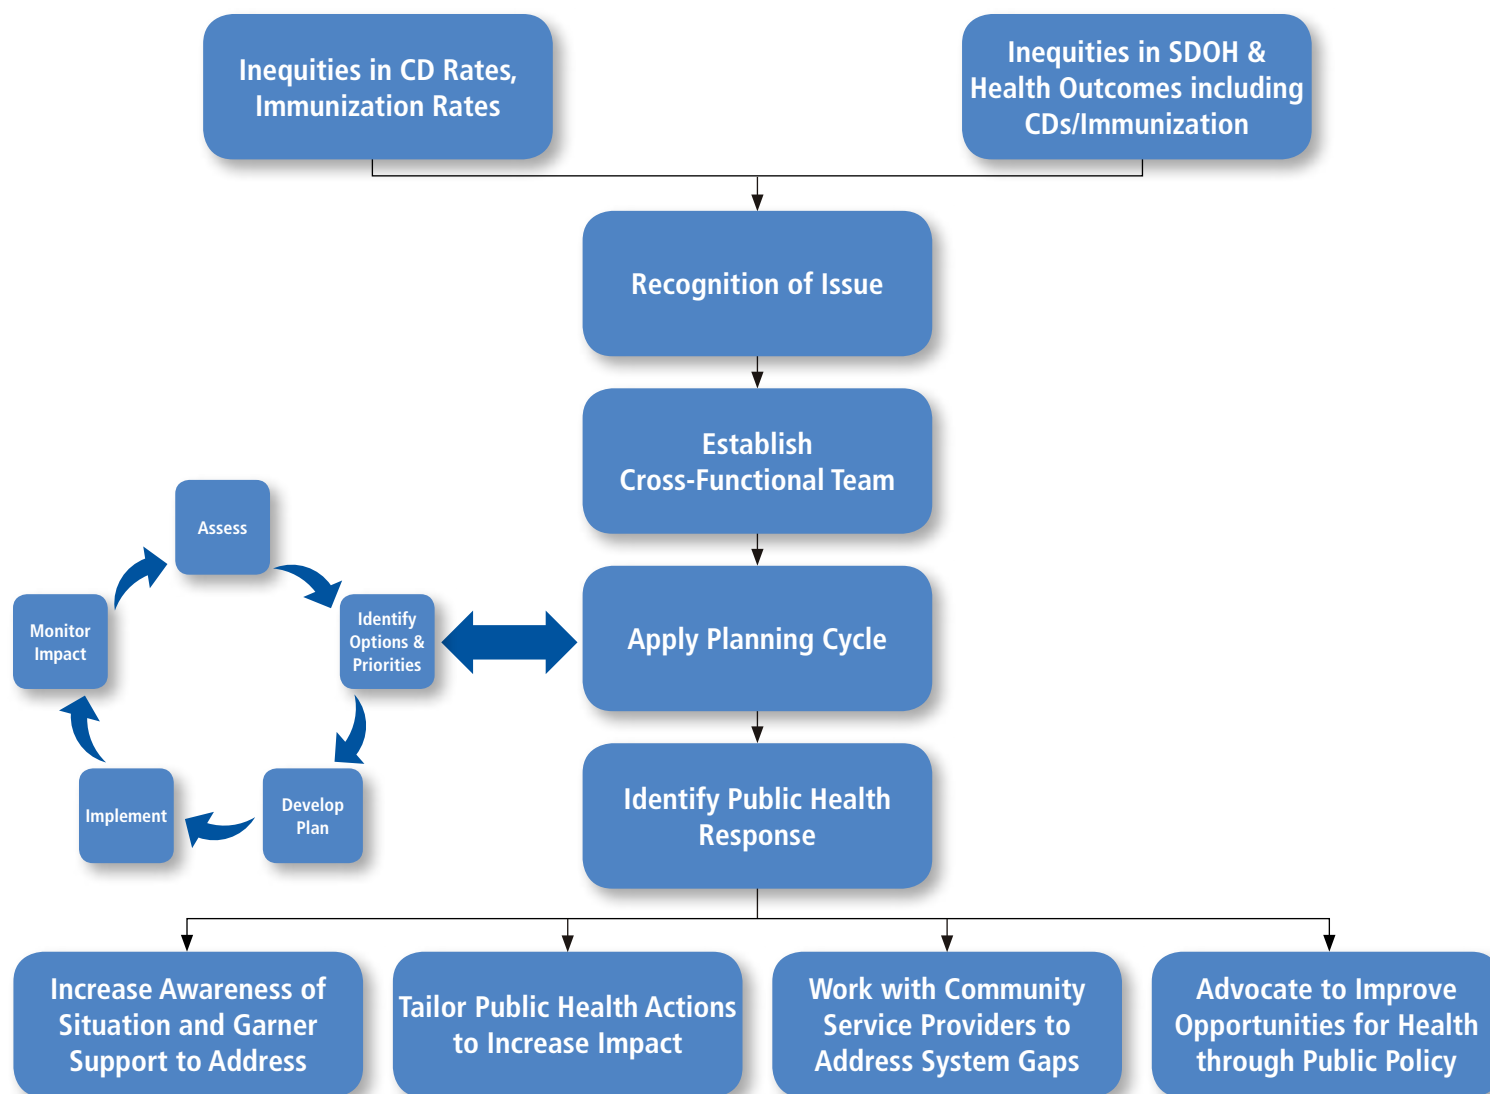 Inequities in CD Rates,
Immunization Rates
Inequities in SDOH &
Health Outcomes including
CDs/Immunization
Recognition of Issue
Establish
Cross-Functional Team
Assess
Identify
Options &
Priorities
Develop
Plan
Implement
Monitor
Impact
Apply Planning Cycle
Identify Public Health
Response
Increase Awareness of
Situation and Garner
Support to Address
Tailor Public Health Actions
to Increase Impact
Work with Community
Service Providers to
Address System Gaps
Advocate to Improve
Opportunities for Health
through Public Policy